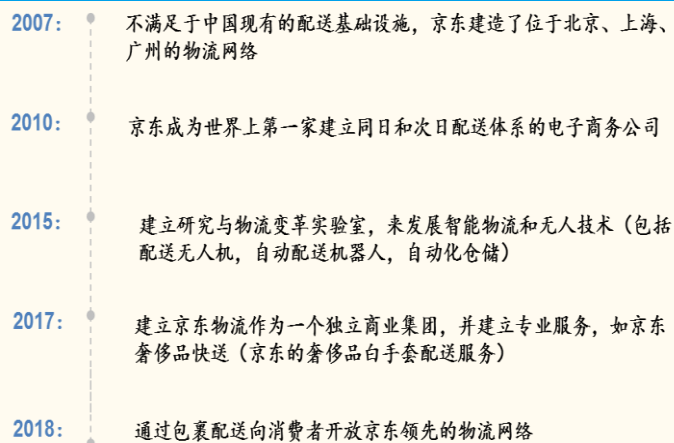 2007： 不满足于中国现有的配送基础设施，京东建造了位于北京、上海、
广州的物流网络
2010： 京东成为世界上第一家建立同日和次日配送体系的电子商务公司
2015： 建立研究与物流变革实验室，来发展智能物流和无人技术（包括
配送无人机，自动配送机器人，自动化仓储）
2017： 建立京东物流作为一个独立商业集团，并建立专业服务，如京东
奢侈品快送（京东的奢侈品白手套配送服务）
2018： 通过包裹配送向消费者开放京东领先的物流网络